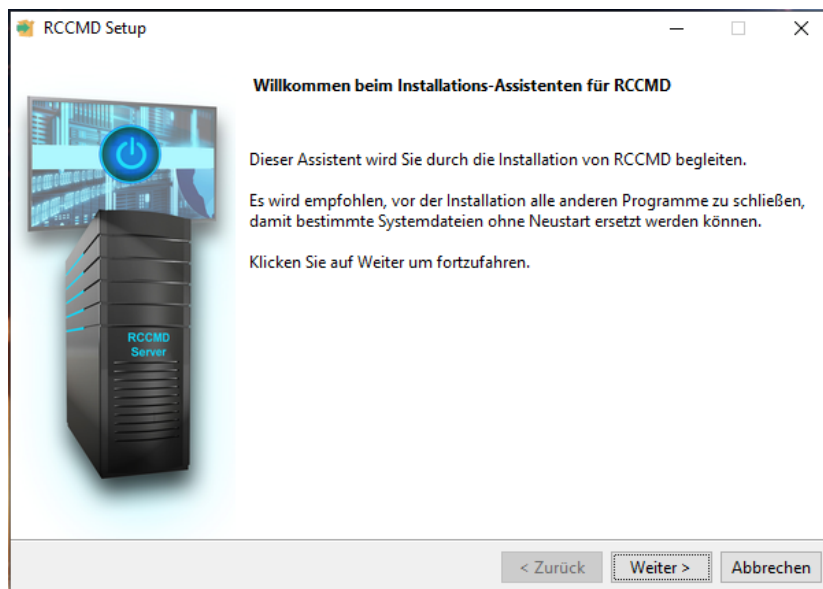 RCCMD Setup
Willkommen beim Installations-Assistenten für RCCMD
Dieser Assistent wird Sie durch die Installation von RCCMD begleiten.
Es wird empfohlen, vor der Installation alle anderen Programme zu schließen,
damit bestimmte Systemdateien ohne Neustart ersetzt werden können.
Klicken Sie auf Weiter um fortzufahren.
RCCMD
Server
< Zurück
Weiter >
Abbrechen